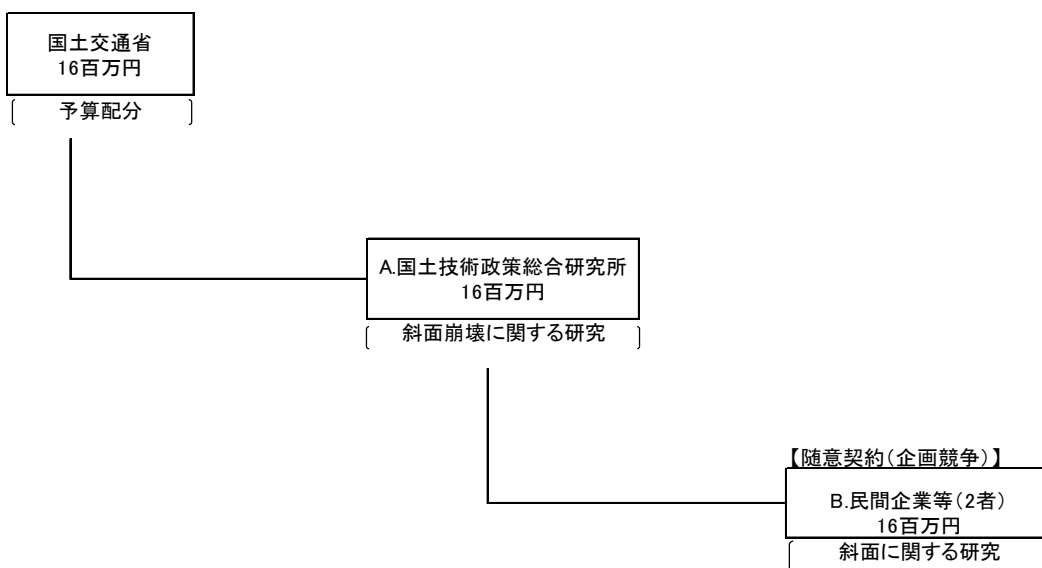 国土交通省
16百万円
予算配分
A.国土技術政策総合研究所
16百万円
斜面崩壊に関する研究
【随意契約(企画競争)】
B.民間企業等(2者)
16百万円
斜面に関する研究